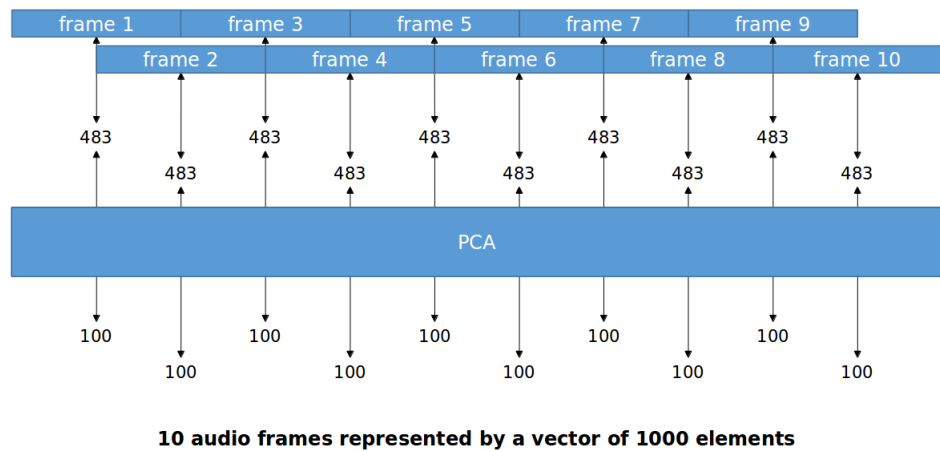 frame 1 frame 3 frame 5 frame 7 frame 9
frame 2 frame 4 frame 6 frame 8 frame 10
483 483 483 483 483
483 483 483 483 483
PCA
100 100 100 100 100
100 100 100 100 100
10 audio frames represented by a vector of 1000 elements